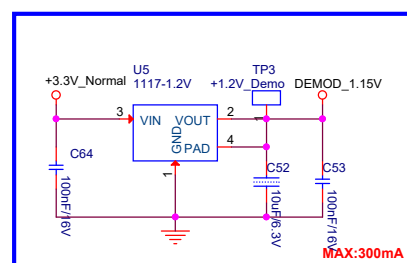 U5
TP3
+3.3V_Normal
1117-1.2V
+1.2V_Demo
DEMOD_1.15V
3
VIN
VOUT
2
1
GND
PAD
4
C64
1
C52
C53
100nF/16V
10uF/6.3V
100nF/16V
MAX:300mA